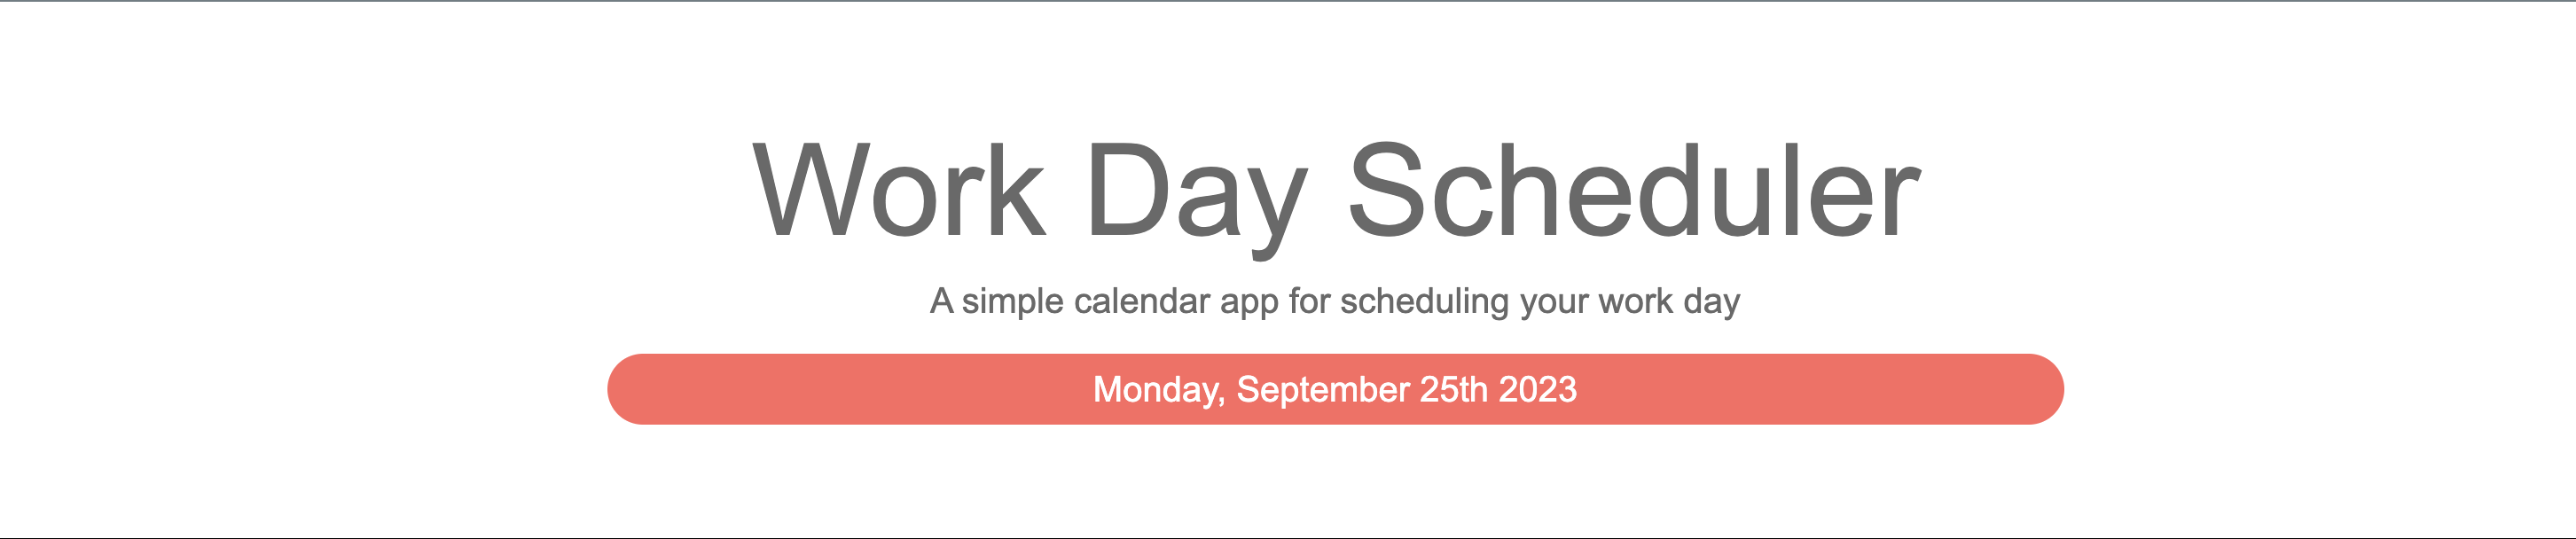 Work Day Scheduler
A simple calendar app for scheduling your work day
Monday, September 25th 2023